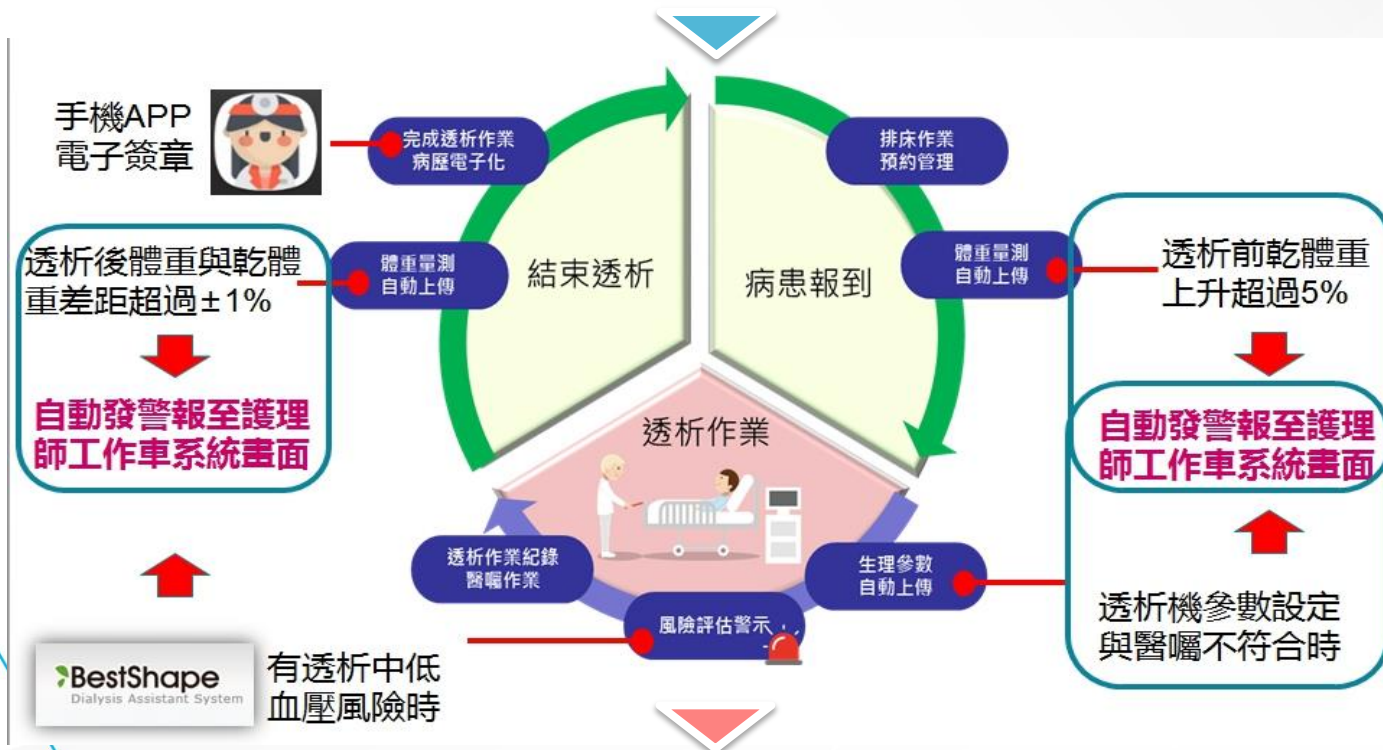 手機APP
電子簽章
完成透析作業
病歷電子化
排床作業
預約管理
透析後體重與乾體
重差距超過±1%
體重量測
自動上傳
結束透析
病患報到
體重量測
自動上傳
透析前乾體重
上升超過5%
自動發警報至護理
師工作車系統畫面
透析作業
自動發警報至護理
師工作車系統畫面
透析作業紀錄
醫囑作業
生理參數
自動上傳
風險評估警示
透析機參數設定
與醫囑不符合時
BestShape
Dialysis Assistant System
有透析中低
血壓風險時